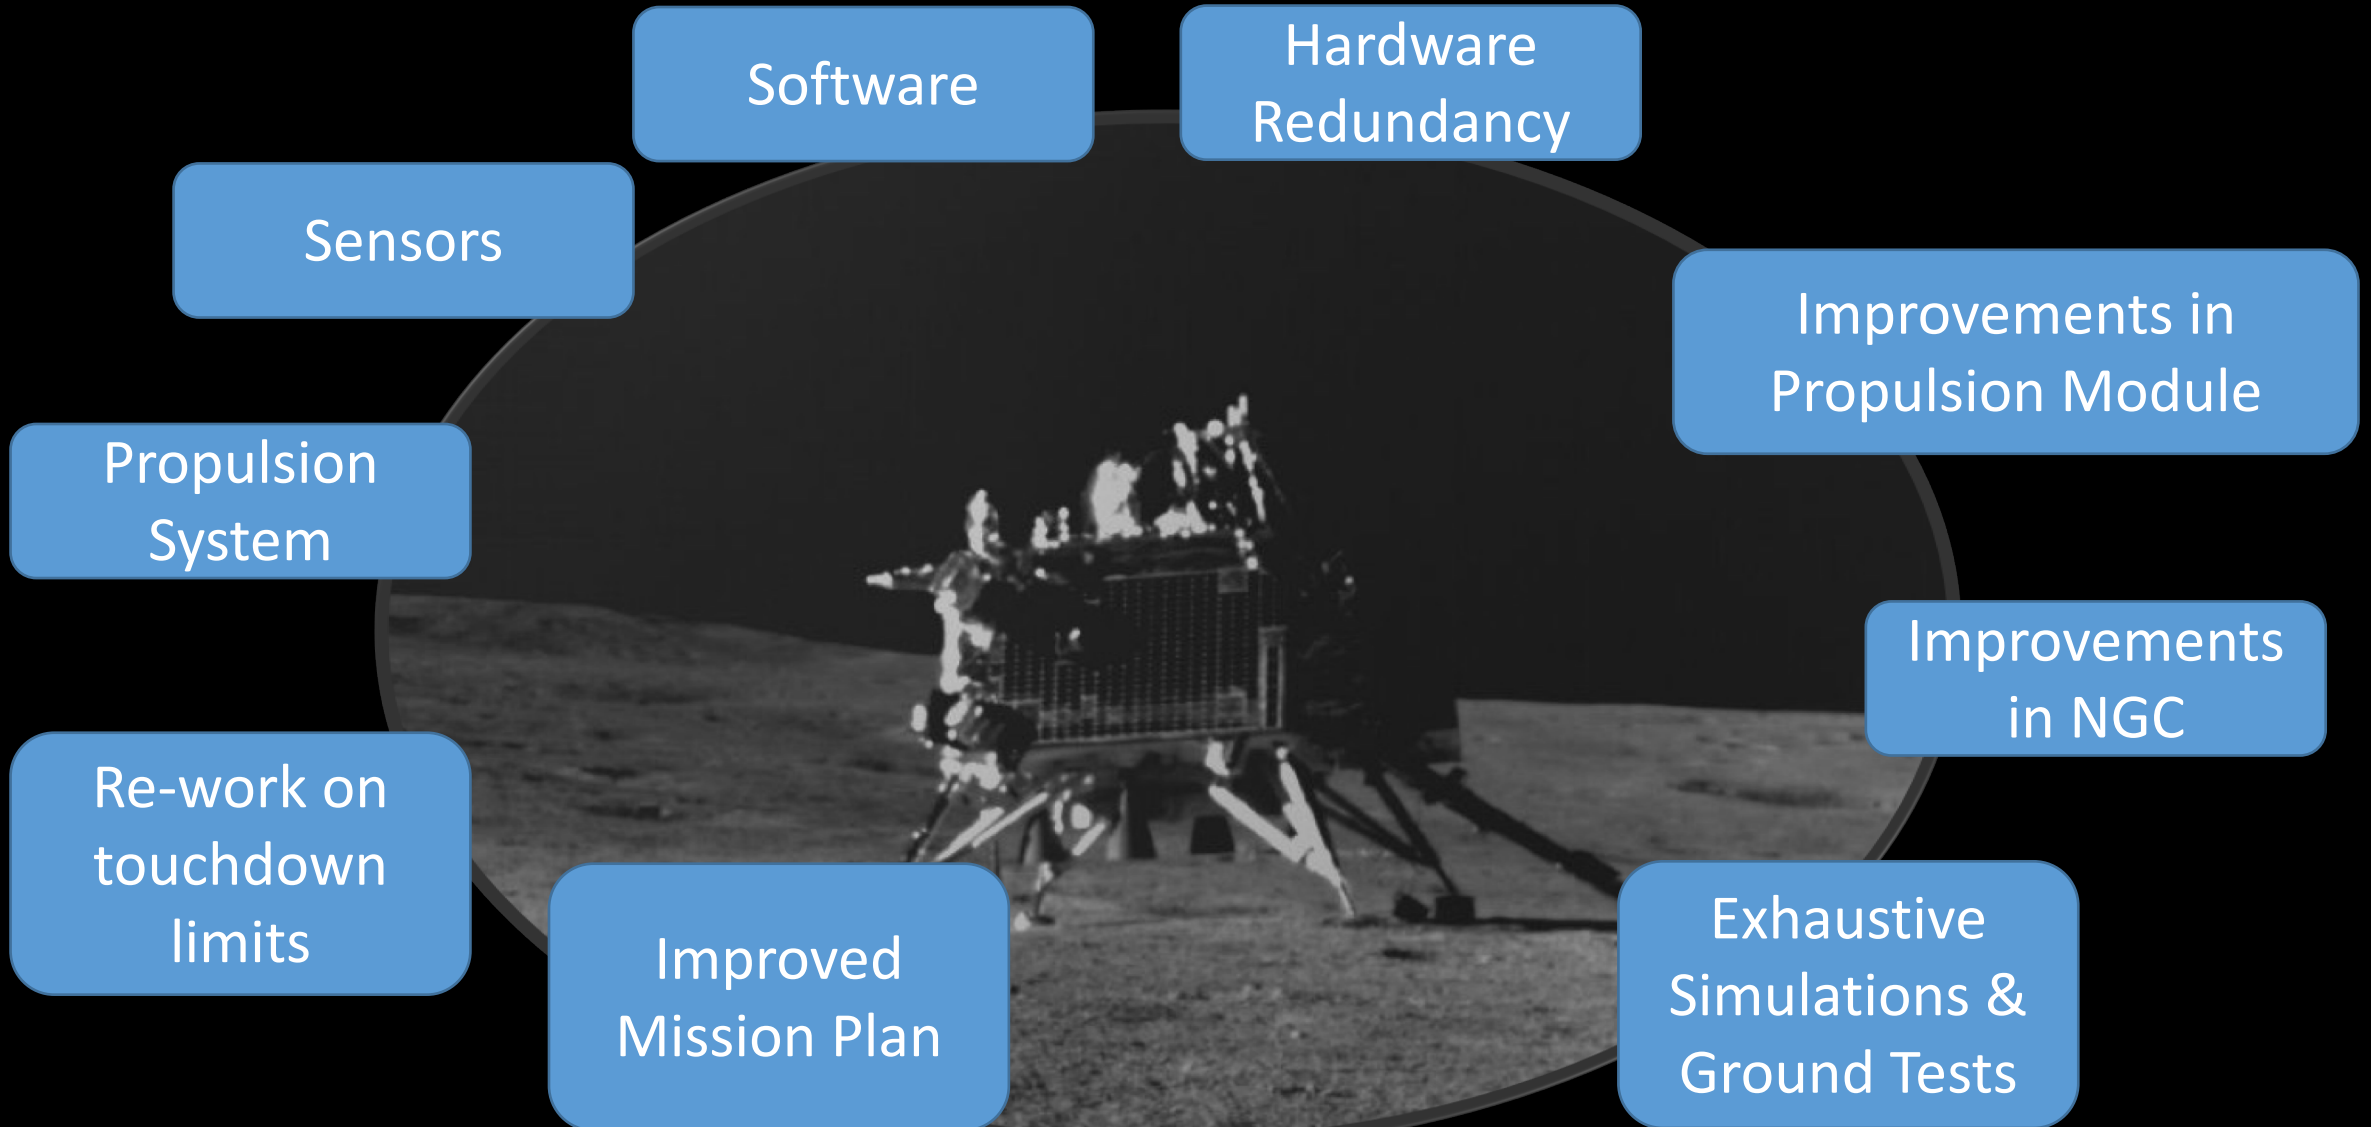 Software
Hardware
Redundancy
Sensors
Improvements in
Propulsion Module
Propulsion
System
Improvements
in NGC
Re-work on
touchdown
limits
Improved
Mission Plan
Exhaustive
Simulations &
Ground Tests